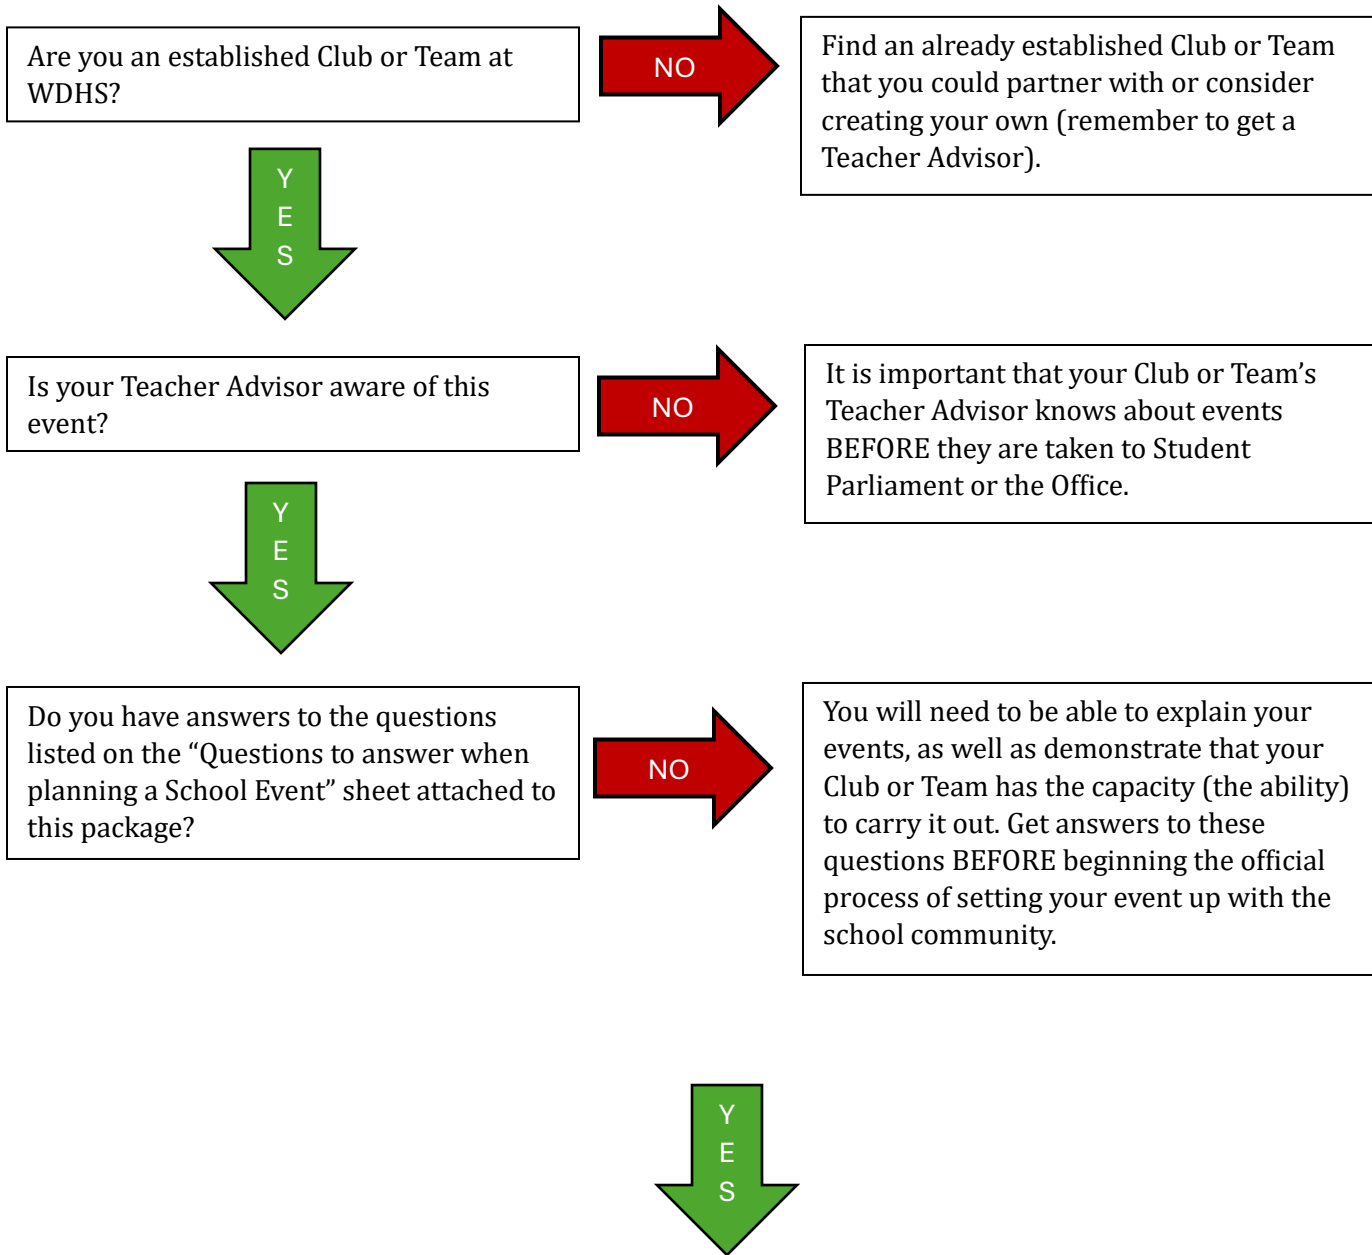 Are you an established Club or Team at
WDHS?
NO
Find an already established Club or Team
that you could partner with or consider
creating your own (remember to get a
Teacher Advisor).
Y
E
S
Is your Teacher Advisor aware of this
event?
NO
It is important that your Club or Team’s
Teacher Advisor knows about events
BEFORE they are taken to Student
Parliament or the Office.
Y
E
S
Do you have answers to the questions
listed on the “Questions to answer when
planning a School Event” sheet attached to
this package?
NO
You will need to be able to explain your
events, as well as demonstrate that your
Club or Team has the capacity (the ability)
to carry it out. Get answers to these
questions BEFORE beginning the official
process of setting your event up with the
school community.
Y
E
S